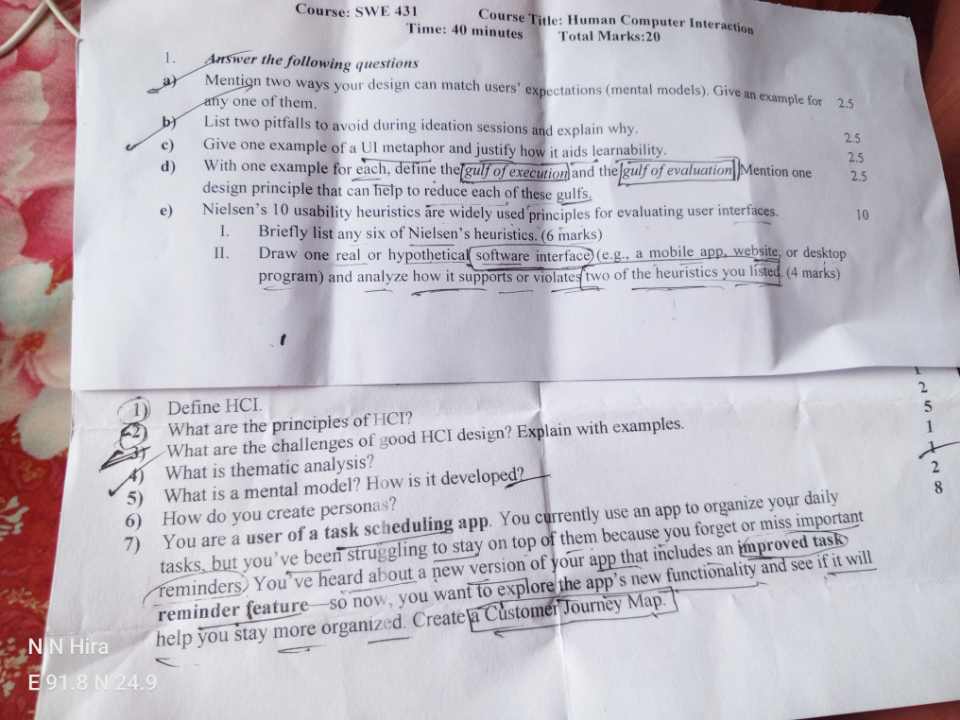 Course: SWE 431 Course Title: Human Computer Interaction
Time: 40 minutes Total Marks:20
1. Answer the following questions
a) Mention two ways your design can match users' expectations (mental models). Give an example for any one of them. 2.5
b) List two pitfalls to avoid during ideation sessions and explain why. 2.5
c) Give one example of a UI metaphor and justify how it aids learnability. 2.5
d) With one example for each, define the gulf of execution and the gulf of evaluation. Mention one 2.5
design principle that can help to reduce each of these gulfs.
e) Nielsen's 10 usability heuristics are widely used principles for evaluating user interfaces. 10
I. Briefly list any six of Nielsen's heuristics. (6 marks)
II. Draw one real or hypothetical software interface (e.g., a mobile app, website, or desktop
program) and analyze how it supports or violates two of the heuristics you listed. (4 marks)
1) Define HCI. 1
2) What are the principles of HCI? 2
3) What are the challenges of good HCI design? Explain with examples. 5
4) What is thematic analysis? 1
5) What is a mental model? How is it developed? 1
6) How do you create personas? 2
7) You are a user of a task scheduling app. You currently use an app to organize your daily 8
tasks, but you've been struggling to stay on top of them because you forget or miss important
reminders. You've heard about a new version of your app that includes an improved task
reminder feature—so now, you want to explore the app's new functionality and see if it will
help you stay more organized. Create a Customer Journey Map.
N N Hira
E 91.8 N 24.9